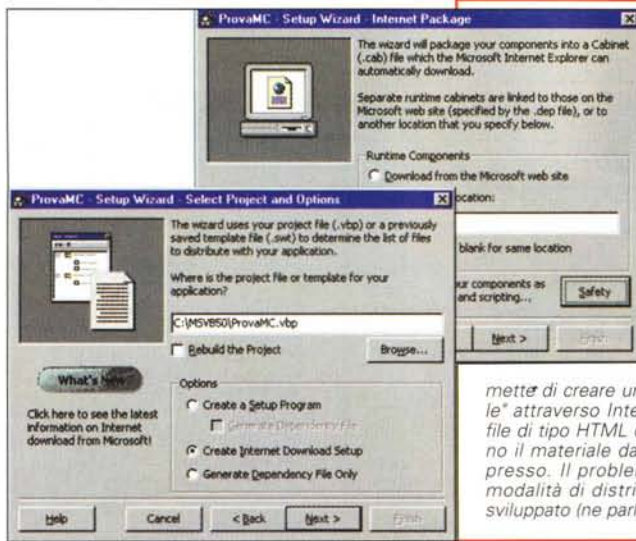 ProvaMC - Setup Wizard - Internet Package
The wizard will package your components into a Cabinet
(.cab) file which the Microsoft Internet Explorer can
automatically download.
Separate runtime cabinets are linked to those on the
Microsoft web site (specified by the .dep file), or to
another location that you specify below.
Runtime Components
Download from the Microsoft web site
location:
blank for same location
components as
and scripting...
Safety
Next >
Finish
ProvaMC - Setup Wizard - Select Project and Options
The wizard uses your project file (.vbp) or a previously
saved template file (.swt) to determine the list of files
to distribute with your application.
Where is the project file or template for your
application?
C:\MSVB50\ProvaMC.vbp
Rebuild the Project
Browse...
What's New
Click here to see the latest
information on Internet
download from Microsoft!
Options
Create a Setup Program
Generate Dependency File
Create Internet Download Setup
Generate Dependency File Only
Help
Cancel
< Back
Next >
Finish
mette di creare
le" attraverso
file di tipo HTML
no il materiale
presso. Il
modalità di
sviluppato (ne